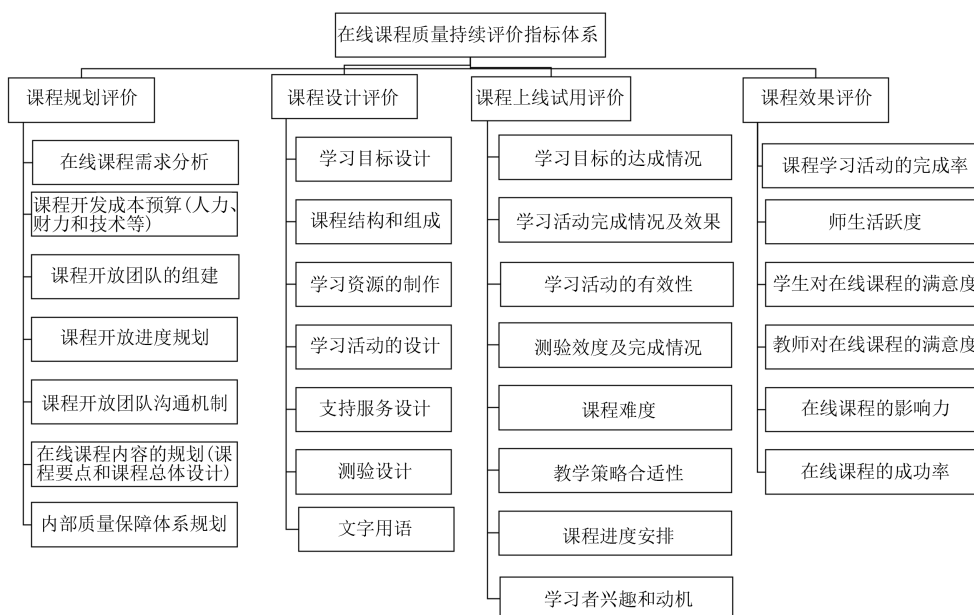 在线课程质量持续评价指标体系
课程规划评价
在线课程需求分析
课程开发成本预算(人力、
财力和技术等)
课程开放团队的组建
课程开放进度规划
课程开放团队沟通机制
在线课程内容的规划(课
程要点和课程总体设计)
内部质量保障体系规划
课程设计评价
学习目标设计
课程结构和组成
学习资源的制作
学习活动的设计
支持服务设计
测验设计
文字用语
课程上线试用评价
学习目标的达成情况
学习活动完成情况及效果
学习活动的有效性
测验效度及完成情况
课程难度
教学策略合适性
课程进度安排
学习者兴趣和动机
课程效果评价
课程学习活动的完成率
师生活跃度
学生对在线课程的满意度
教师对在线课程的满意度
在线课程的影响力
在线课程的成功率